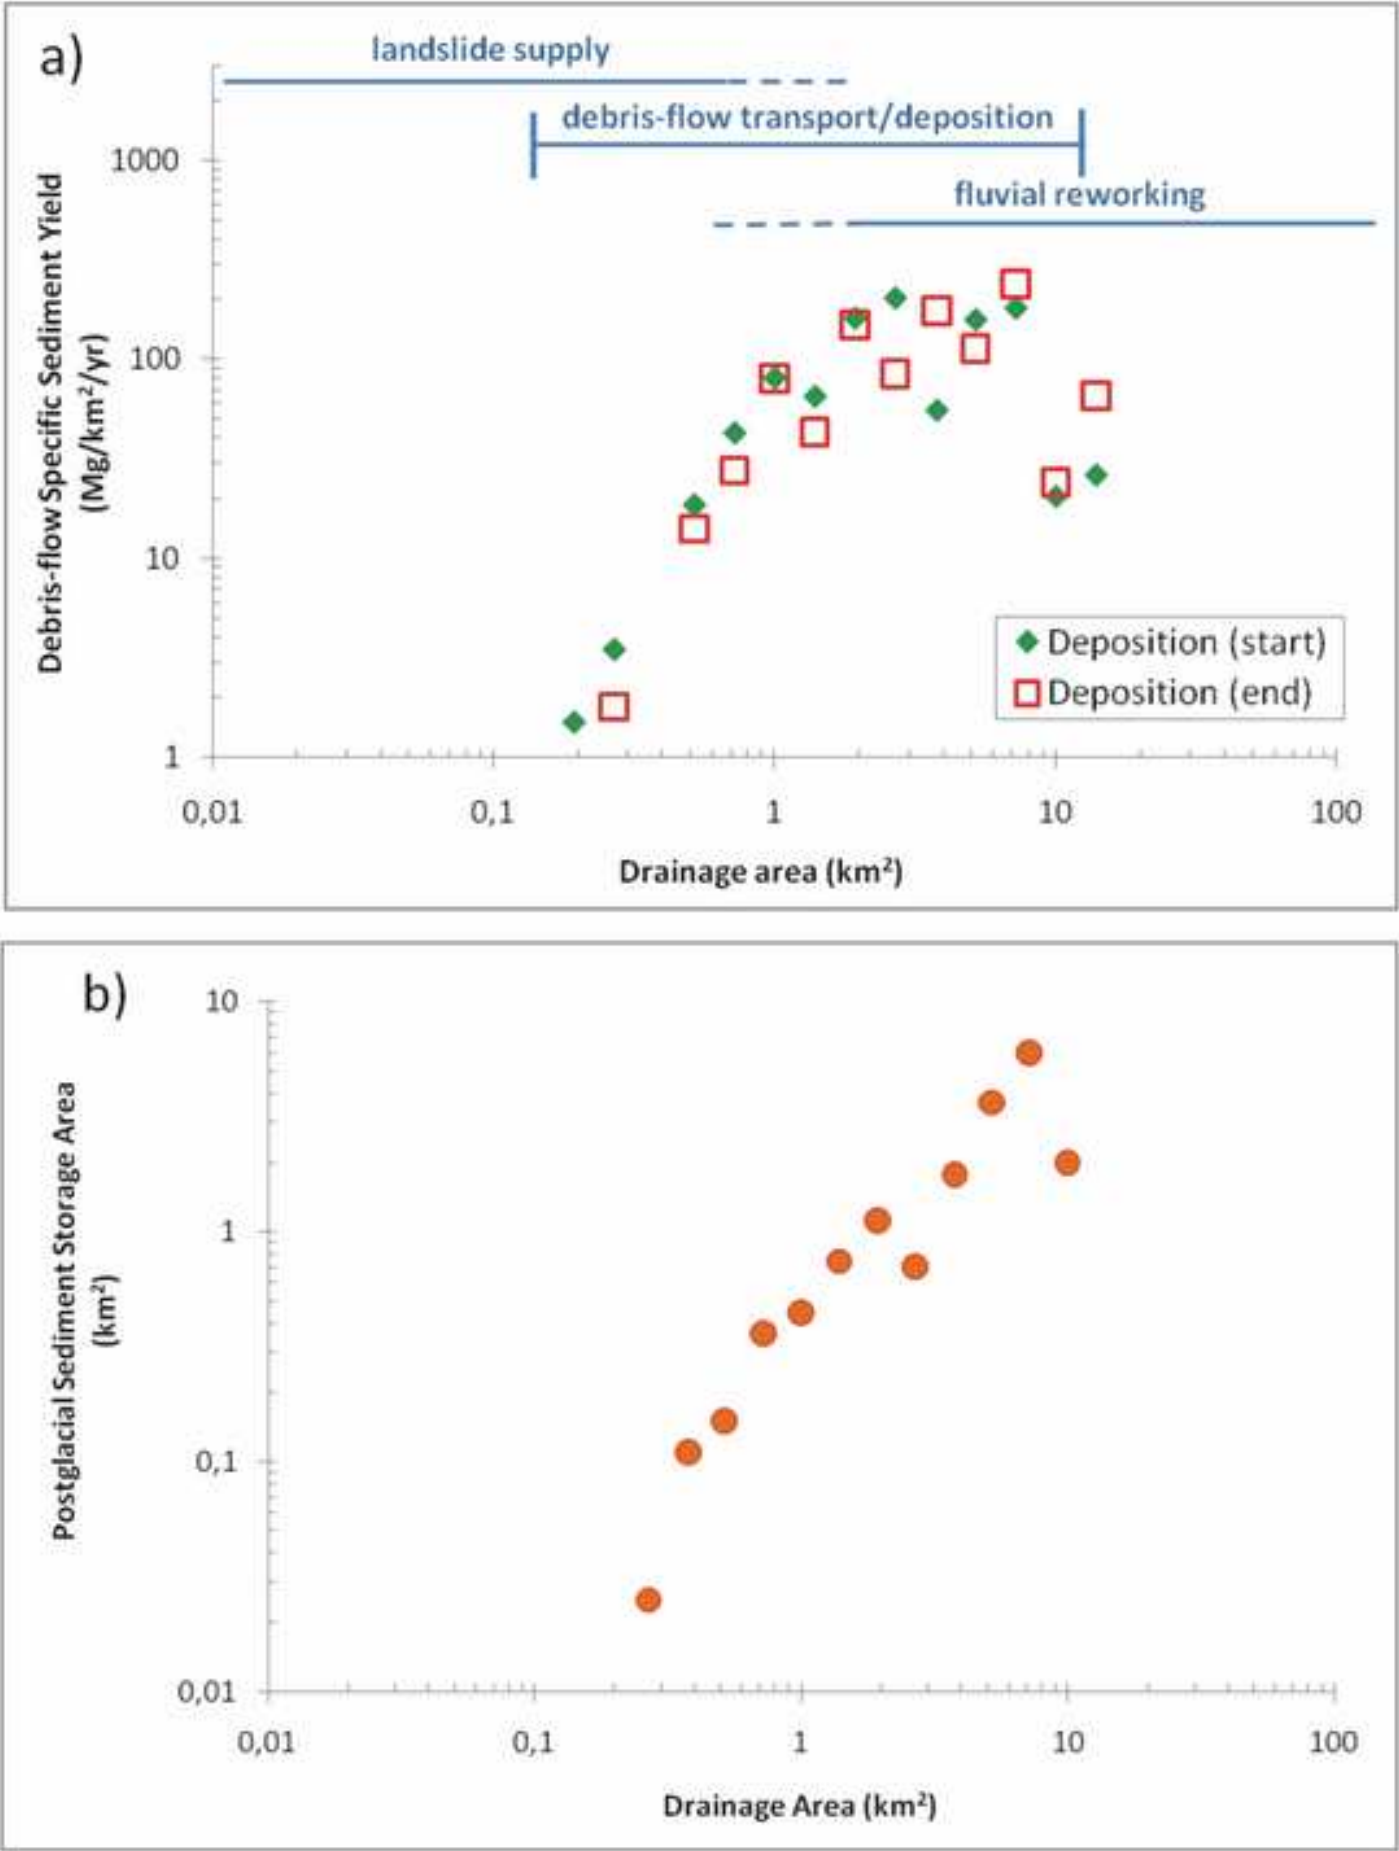 a)
landslide supply
debris-flow transport/deposition
fluvial reworking
Debris-flow Specific Sediment Yield
(Mg/km²/yr)
1000
100
10
1
Deposition (start)
Deposition (end)
0,01 0,1 1 10 100
Drainage area (km²)
b)
Postglacial Sediment Storage Area
(km²)
10
1
0,1
0,01
0,01 0,1 1 10 100
Drainage Area (km²)